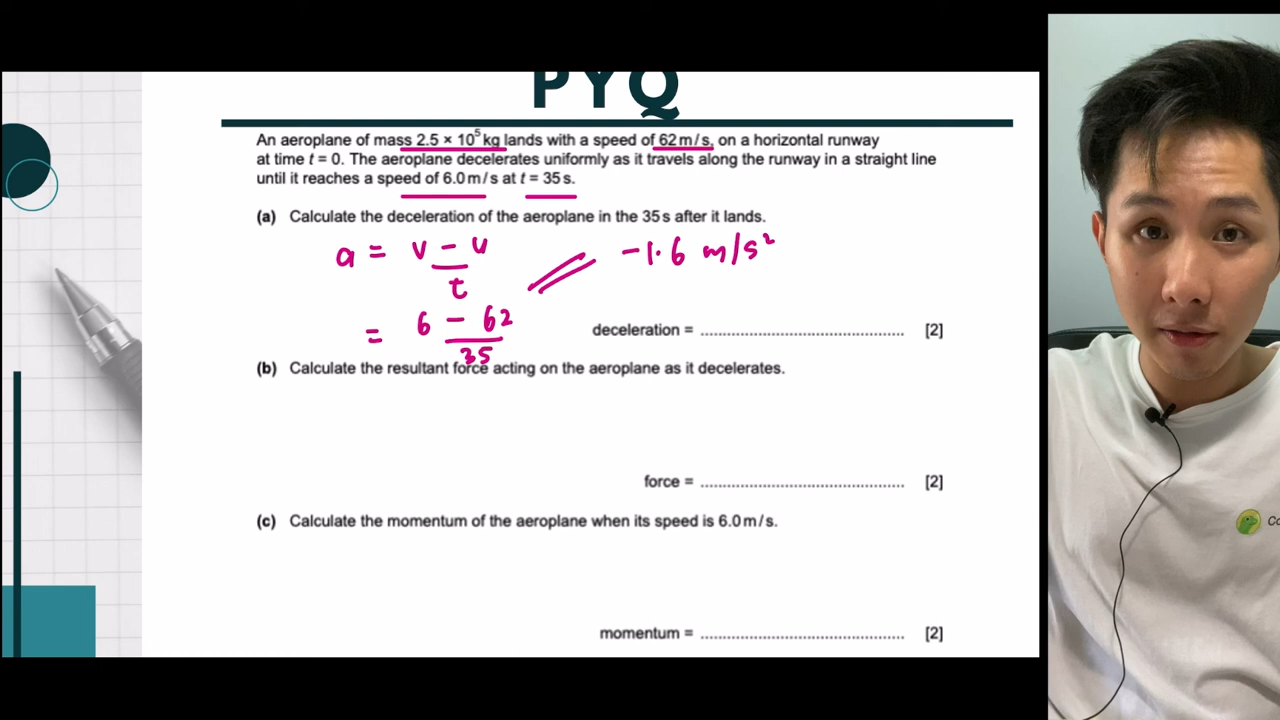 PYQ
An aeroplane of mass 2.5 × 10⁵ kg lands with a speed of 62 m/s, on a horizontal runway
at time t = 0. The aeroplane decelerates uniformly as it travels along the runway in a straight line
until it reaches a speed of 6.0 m/s at t = 35 s.
(a) Calculate the deceleration of the aeroplane in the 35 s after it lands.
a = v - u
t
-1.6 m/s²
= 6 - 62
35
deceleration = .............................................. [2]
(b) Calculate the resultant force acting on the aeroplane as it decelerates.
force = .............................................. [2]
(c) Calculate the momentum of the aeroplane when its speed is 6.0 m/s.
Co
momentum = .............................................. [2]